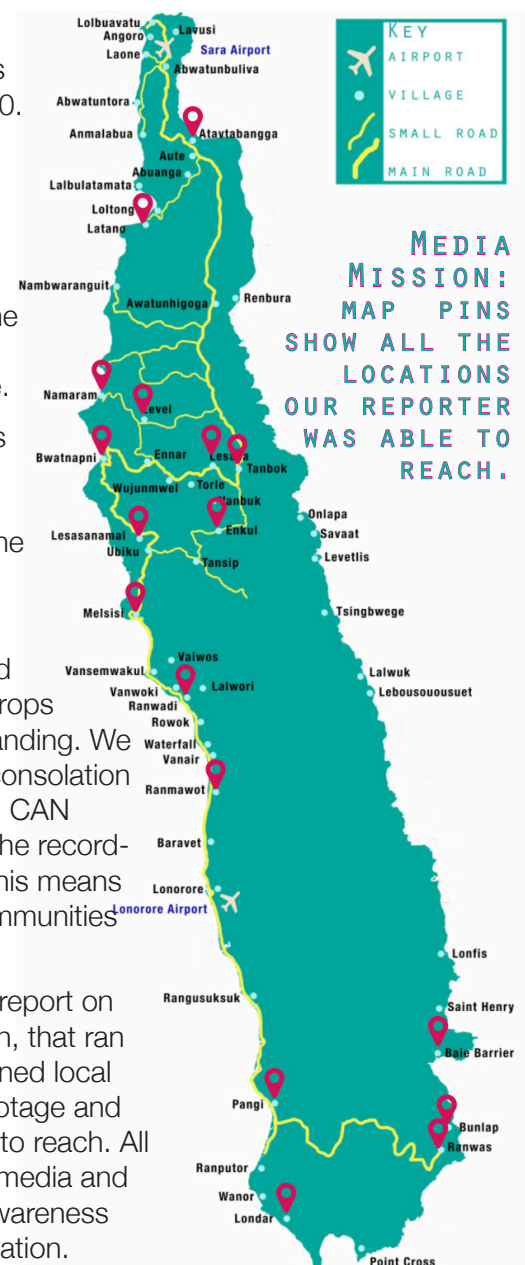 s
0.
ne
e.
s
ne
d
rops
anding. We
consolation
CAN
he record-
his means
mmunities
report on
n, that ran
ned local
otage and
to reach. All
media and
wareness
ation.
KEY
AIRPORT
VILLAGE
SMALL ROAD
MAIN ROAD
MEDIA
MISSION:
MAP PINS
SHOW ALL THE
LOCATIONS
OUR REPORTER
WAS ABLE TO
REACH.
Lolbuavatu
Lavusi
Angoro
Sara Airport
Laone
Abwatunbuliva
Abwatuntora
Anmalabua
Atavtabangga
Aute
Abuanga
Lalbulatamata
Loltong
Latano
Nambwaranguit
Renbura
Awatunhigoga
Namaram
Level
Bwatnapni
Ennar
Lesasa
Tanbok
Wujunmwel
Torie
Vanbuk
Onlapa
Lesasanamal
Enkul
Savaat
Ubiku
Levetlis
Tansip
Melsisi
Tsingbwege
Vaiwos
Vansemwakul
Lalwuk
Vanwoki
Lalwori
Lebousouousuet
Ranwadi
Rowok
Waterfall
Vanair
Ranmawot
Baravet
Lonorore
Lonorore Airport
Lonfis
Rangusuksuk
Saint Henry
Baie Barrier
Pangi
Bunlap
Ranwas
Ranputor
Wanor
Londar
Point Cross